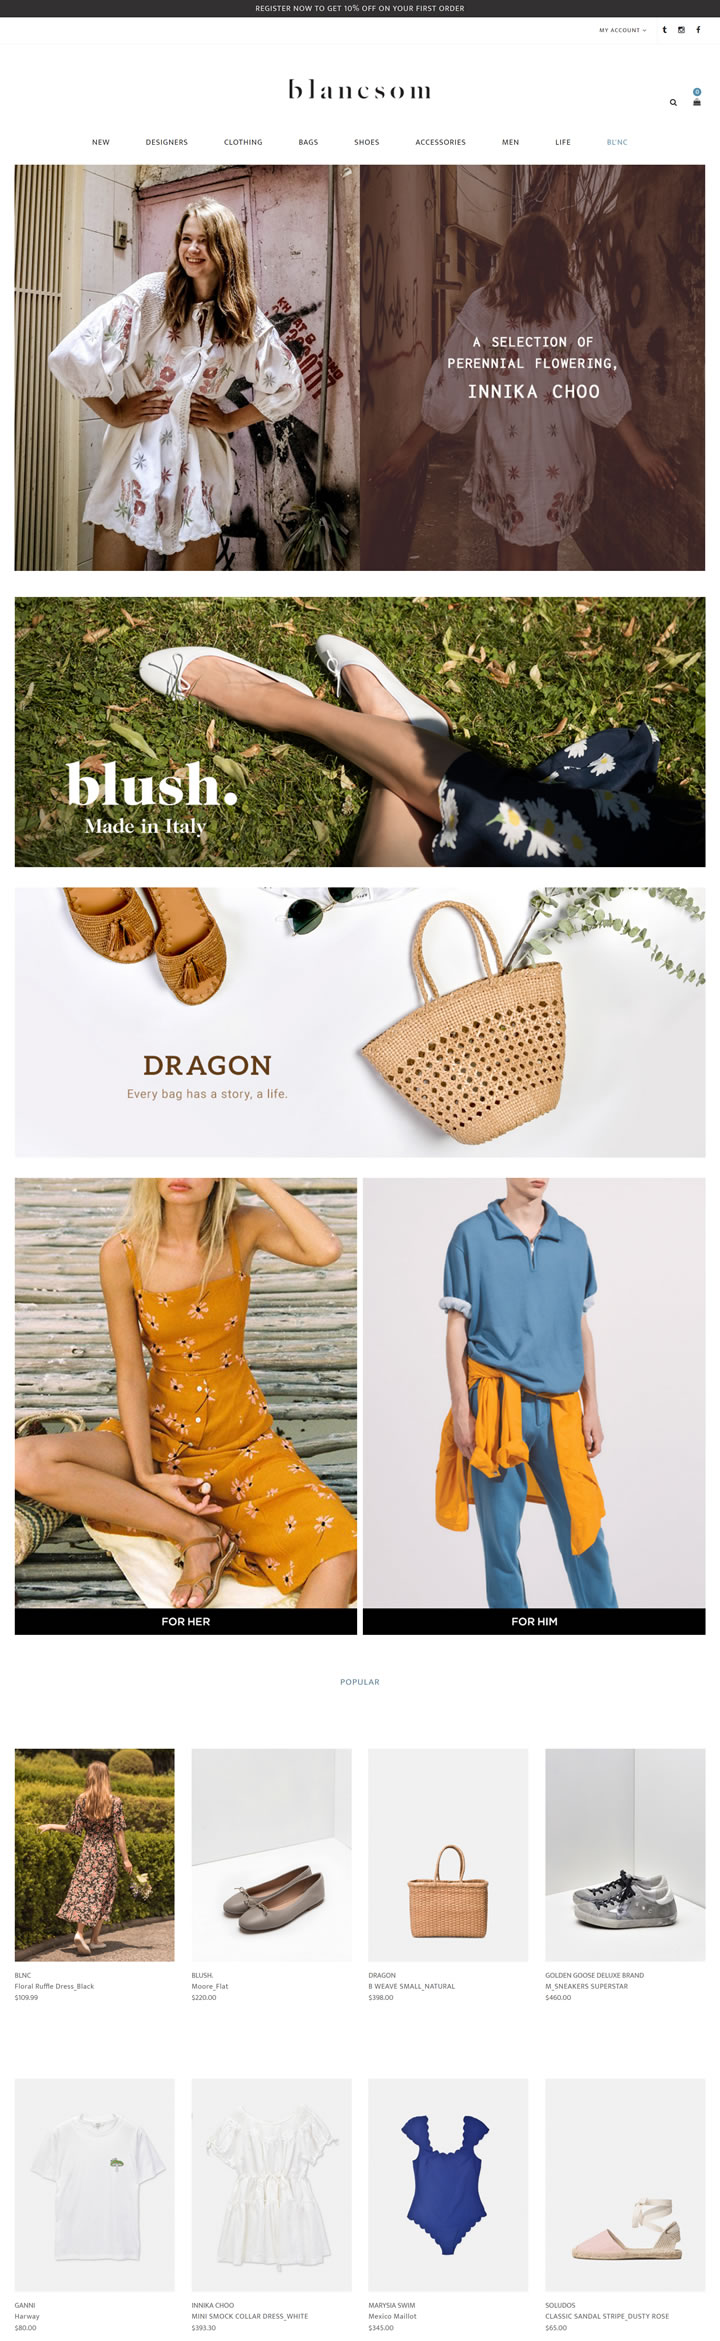 REGISTER NOW TO GET 10% OFF ON YOUR FIRST ORDER
MY ACCOUNT
blancsom
0
NEW DESIGNERS CLOTHING BAGS SHOES ACCESSORIES MEN LIFE BL'NC
A SELECTION OF
PERENNIAL FLOWERING,
INNIKA CHOO
blush.
Made in Italy
DRAGON
Every bag has a story, a life.
FOR HER
FOR HIM
POPULAR
BLNC
Floral Ruffle Dress_Black
$109.99
BLUSH.
Moore_Flat
$220.00
DRAGON
B WEAVE SMALL_NATURAL
$398.00
GOLDEN GOOSE DELUXE BRAND
M_SNEAKERS SUPERSTAR
$460.00
GANNI
Harway
$80.00
INNIKA CHOO
MINI SMOCK COLLAR DRESS_WHITE
$393.30
MARYSIA SWIM
Mexico Maillot
$345.00
SOLUDOS
CLASSIC SANDAL STRIPE_DUSTY ROSE
$65.00